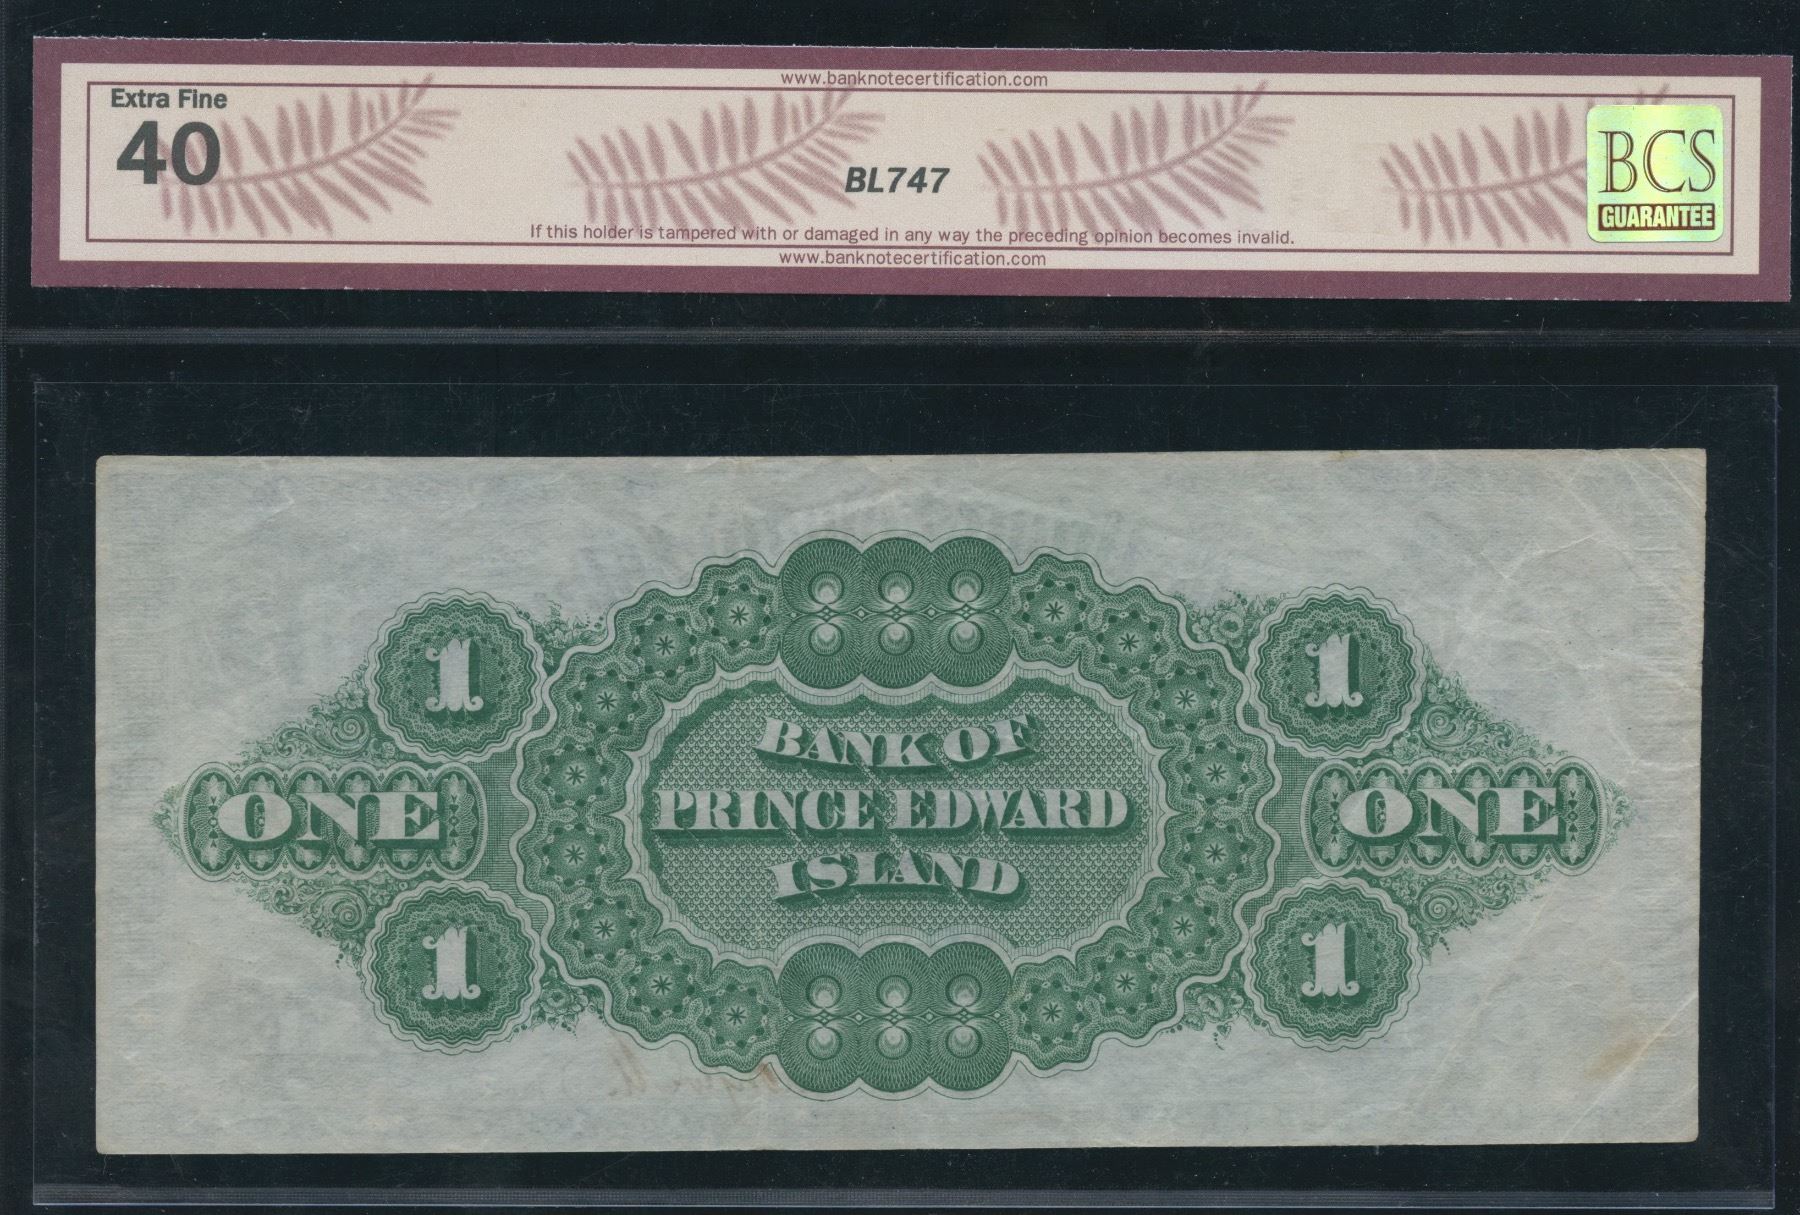 www.banknotecertification.com
Extra Fine
40
BL747
BCS
GUARANTEE
If this holder is tampered with or damaged in any way the preceding opinion becomes invalid.
www.banknotecertification.com
1
1
BANK OF
ONE
PRINCE EDWARD
ONE
ISLAND
1
1